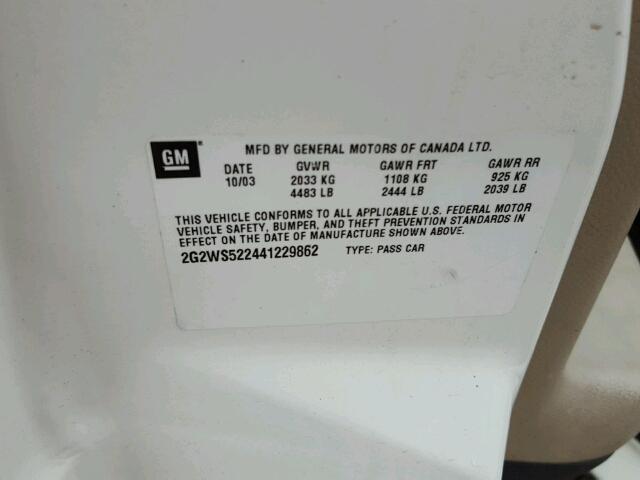 GM
MFD BY GENERAL MOTORS OF CANADA LTD.
DATE GVWR GAWR FRT GAWR RR
10/03 2033 KG 1108 KG 925 KG
4483 LB 2444 LB 2039 LB
THIS VEHICLE CONFORMS TO ALL APPLICABLE U.S. FEDERAL MOTOR
VEHICLE SAFETY, BUMPER, AND THEFT PREVENTION STANDARDS IN
EFFECT ON THE DATE OF MANUFACTURE SHOWN ABOVE.
2G2WS522441229862 TYPE: PASS CAR